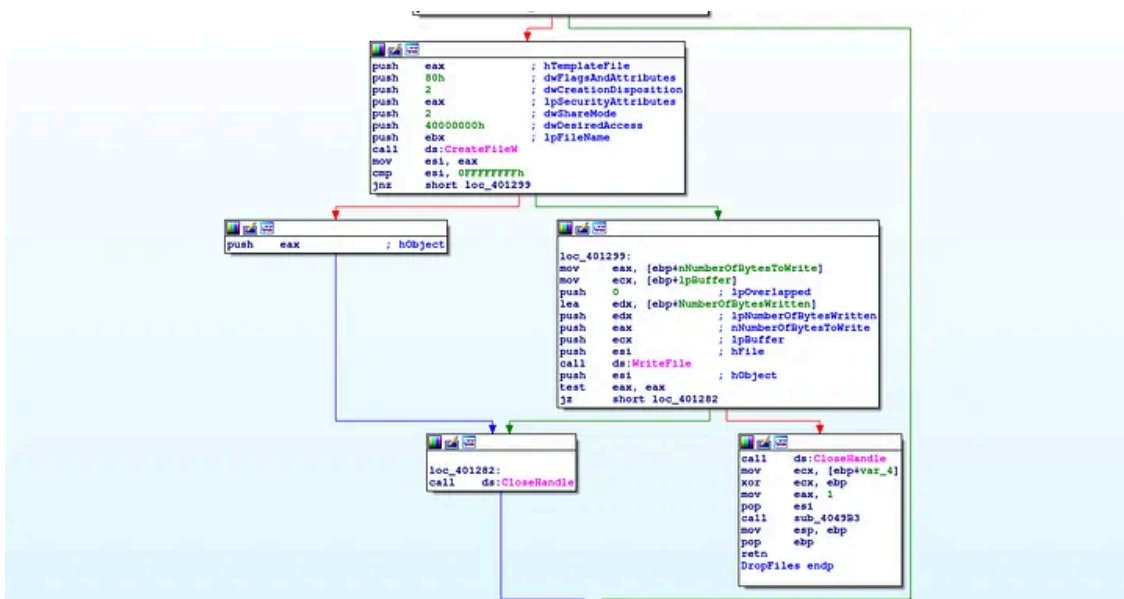 push eax ; hTemplateFile
push 80h ; dwFlagsAndAttributes
push 2 ; dwCreationDisposition
push eax ; lpSecurityAttributes
push 2 ; dwShareMode
push 40000000h ; dwDesiredAccess
push ebx ; lpFileName
call ds:CreateFileW
mov esi, eax
cmp esi, 0FFFFFFFFh
jnz short loc_401299
push eax ; hObject
loc_401299:
mov eax, [ebp+nNumberOfBytesToWrite]
mov ecx, [ebp+lpBuffer]
push 0 ; lpOverlapped
lea edx, [ebp+NumberOfBytesWritten]
push edx ; lpNumberOfBytesWritten
push eax ; nNumberOfBytesToWrite
push ecx ; lpBuffer
push esi ; hFile
call ds:WriteFile
push esi ; hObject
test eax, eax
jz short loc_401282
loc_401282:
call ds:CloseHandle
call ds:CloseHandle
mov ecx, [ebp+var_4]
xor ecx, ebp
mov eax, 1
pop esi
call sub_4049B3
mov esp, ebp
pop ebp
retn
DropFiles endp